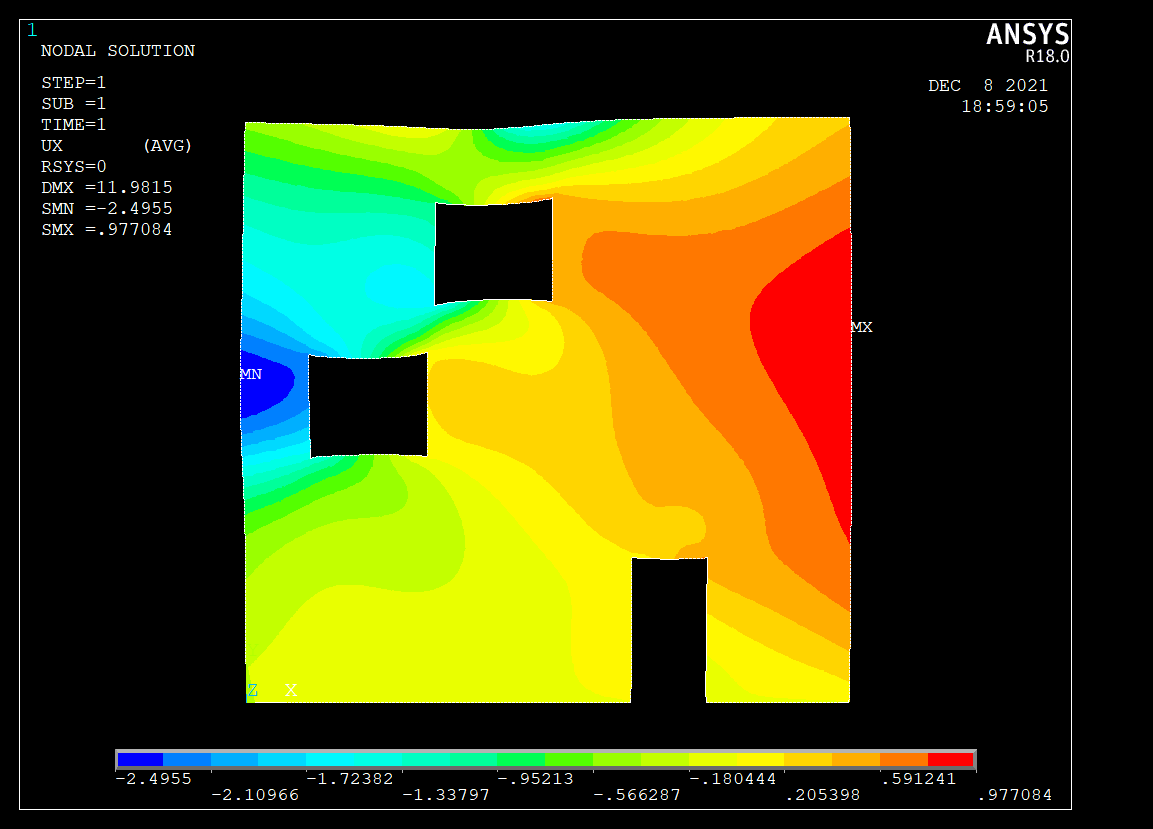 1
NODAL SOLUTION
STEP=1
SUB =1
TIME=1
UX (AVG)
RSYS=0
DMX =11.9815
SMN =-2.4955
SMX =.977084
ANSYS
R18.0
DEC 8 2021
18:59:05
MX
MN
Z X
-2.4955 -1.72382 -.95213 -.180444 .591241
-2.10966 -1.33797 -.566287 .205398 .977084